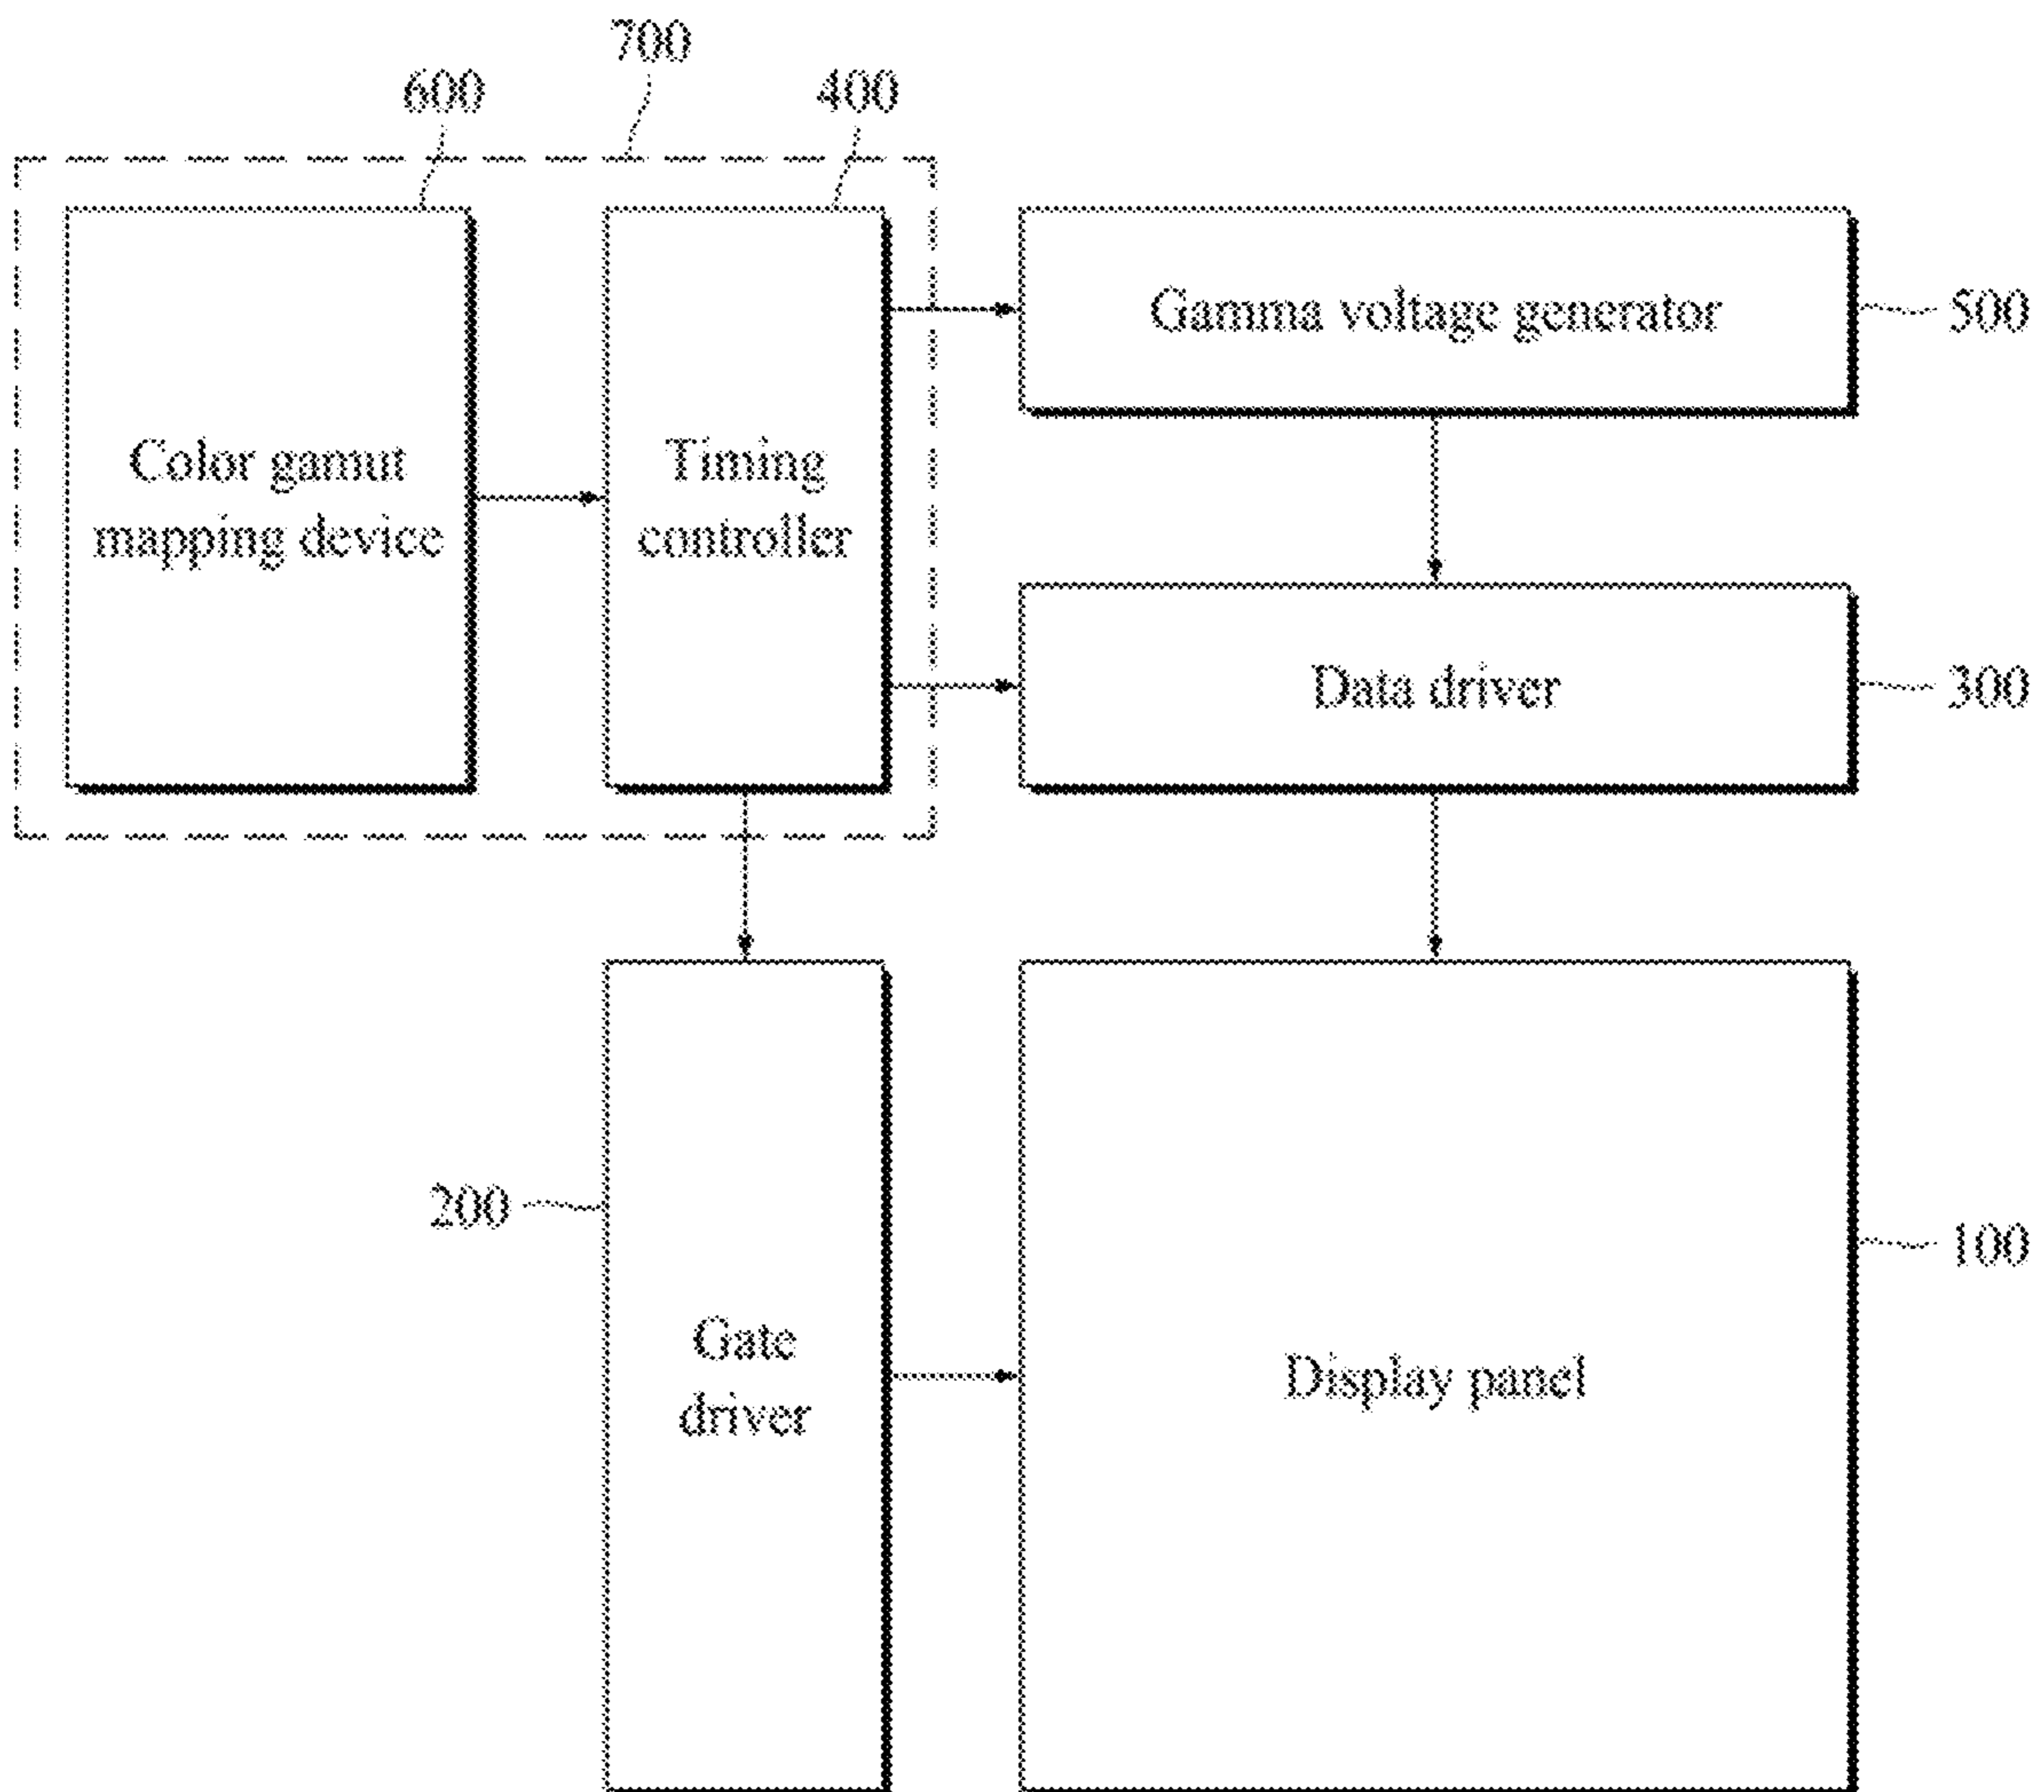 700
600
400
Color gamut
mapping device
Timing
controller
Gamma voltage generator
500
Data driver
300
200
Gate
driver
Display panel
100